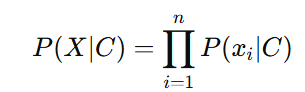 P(X|C) = ∏_{i=1}^{n} P(x_i|C)